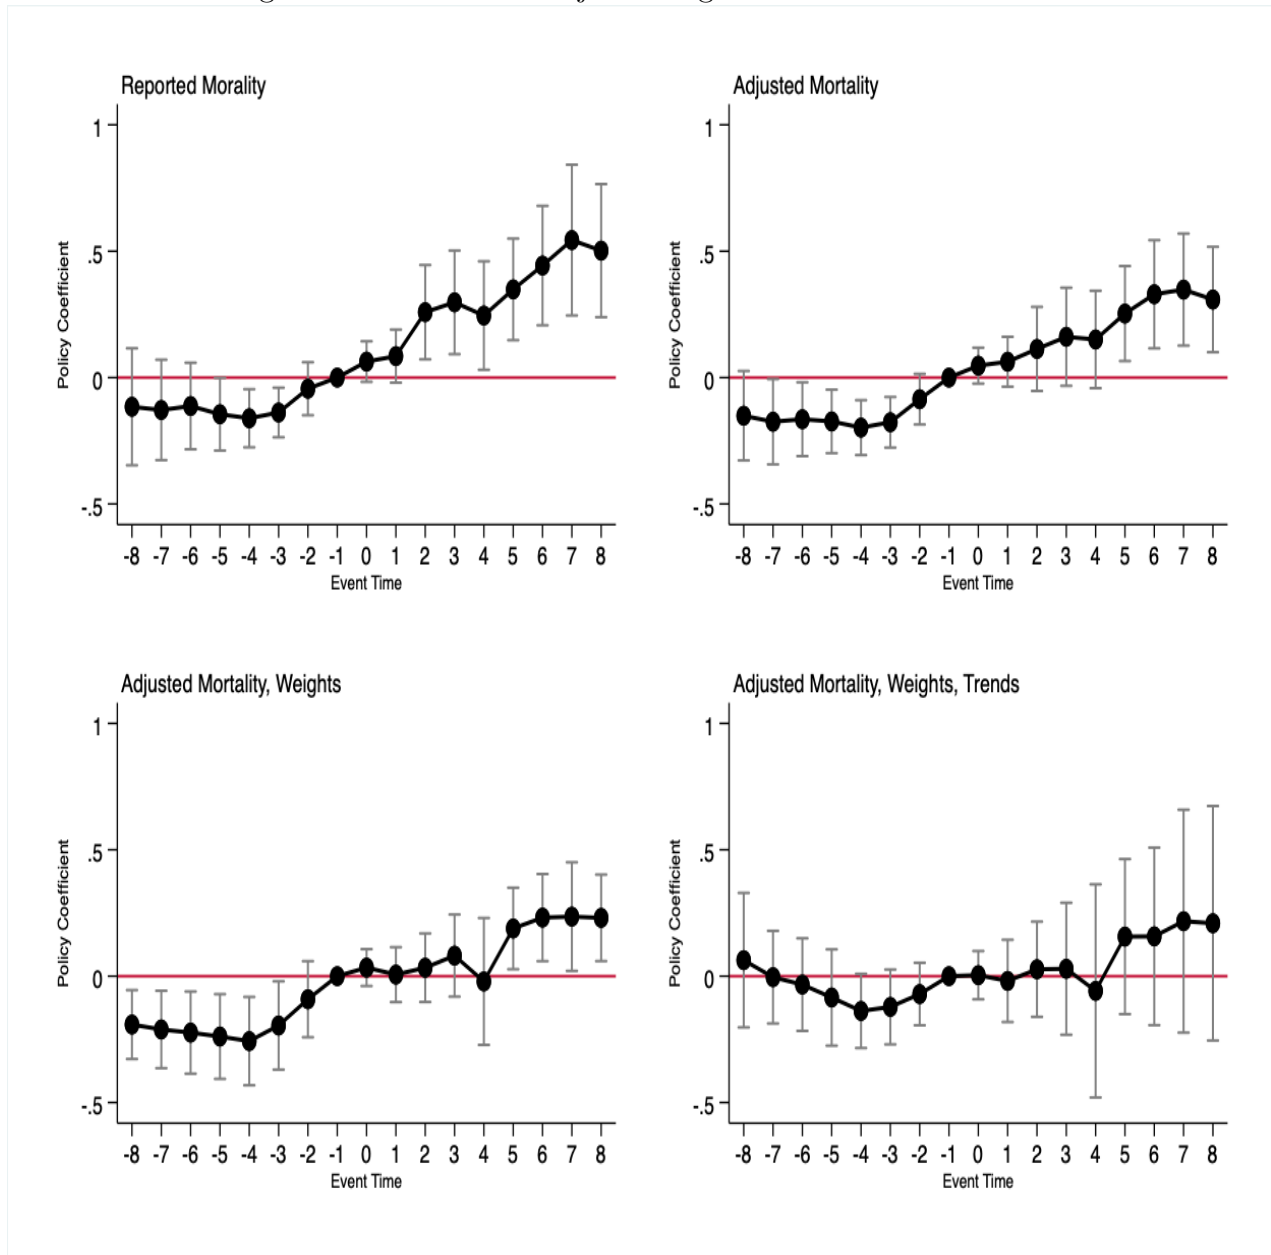 Reported Morality
1
.5
0
-.5
Policy Coefficient
-8 -7 -6 -5 -4 -3 -2 -1 0 1 2 3 4 5 6 7 8
Event Time
Adjusted Mortality
1
.5
0
-.5
Policy Coefficient
-8 -7 -6 -5 -4 -3 -2 -1 0 1 2 3 4 5 6 7 8
Event Time
Adjusted Mortality, Weights
1
.5
0
-.5
Policy Coefficient
-8 -7 -6 -5 -4 -3 -2 -1 0 1 2 3 4 5 6 7 8
Event Time
Adjusted Mortality, Weights, Trends
1
.5
0
-.5
Policy Coefficient
-8 -7 -6 -5 -4 -3 -2 -1 0 1 2 3 4 5 6 7 8
Event Time